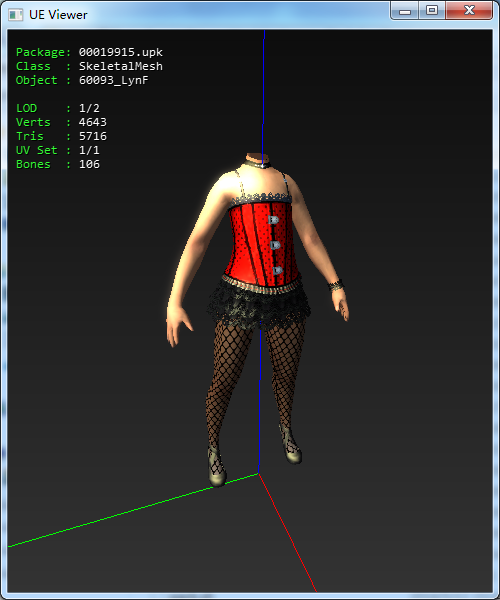 UE Viewer
Package: 00019915.upk
Class : SkeletalMesh
Object : 60093_LynF
LOD : 1/2
Verts : 4643
Tris : 5716
UV Set : 1/1
Bones : 106